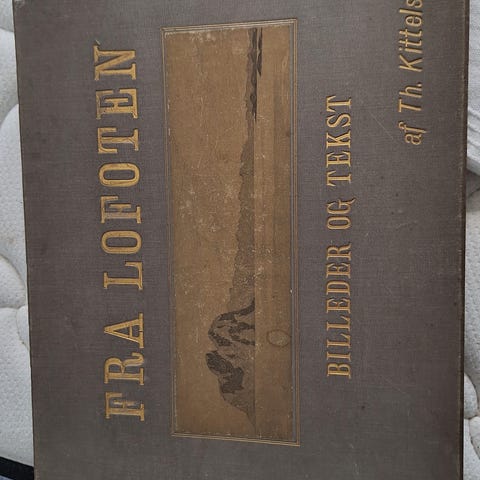 FRA LOFOTEN
BILLEDER OG TEKST
af Th. Kittels